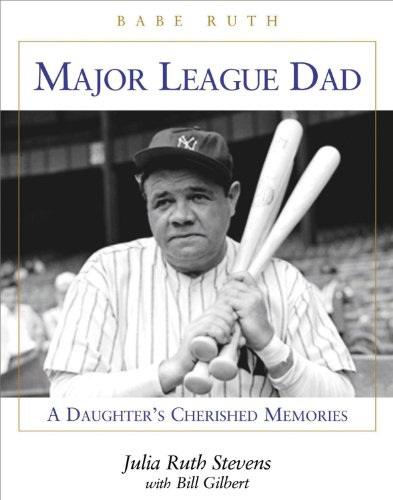 BABE RUTH
MAJOR LEAGUE DAD
A DAUGHTER'S CHERISHED MEMORIES
Julia Ruth Stevens
with Bill Gilbert